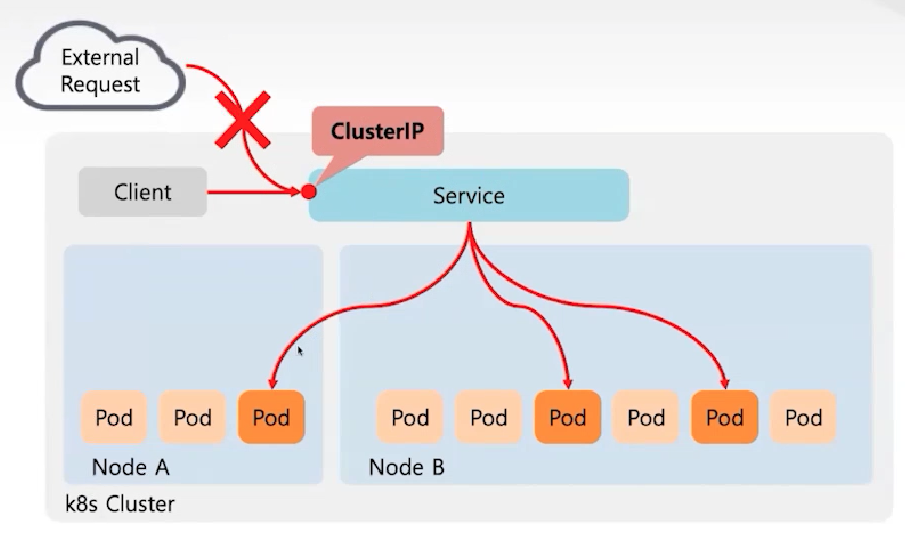 External
Request
ClusterIP
Client
Service
Pod
Pod
Pod
Pod
Pod
Pod
Pod
Pod
Pod
Node A
Node B
k8s Cluster